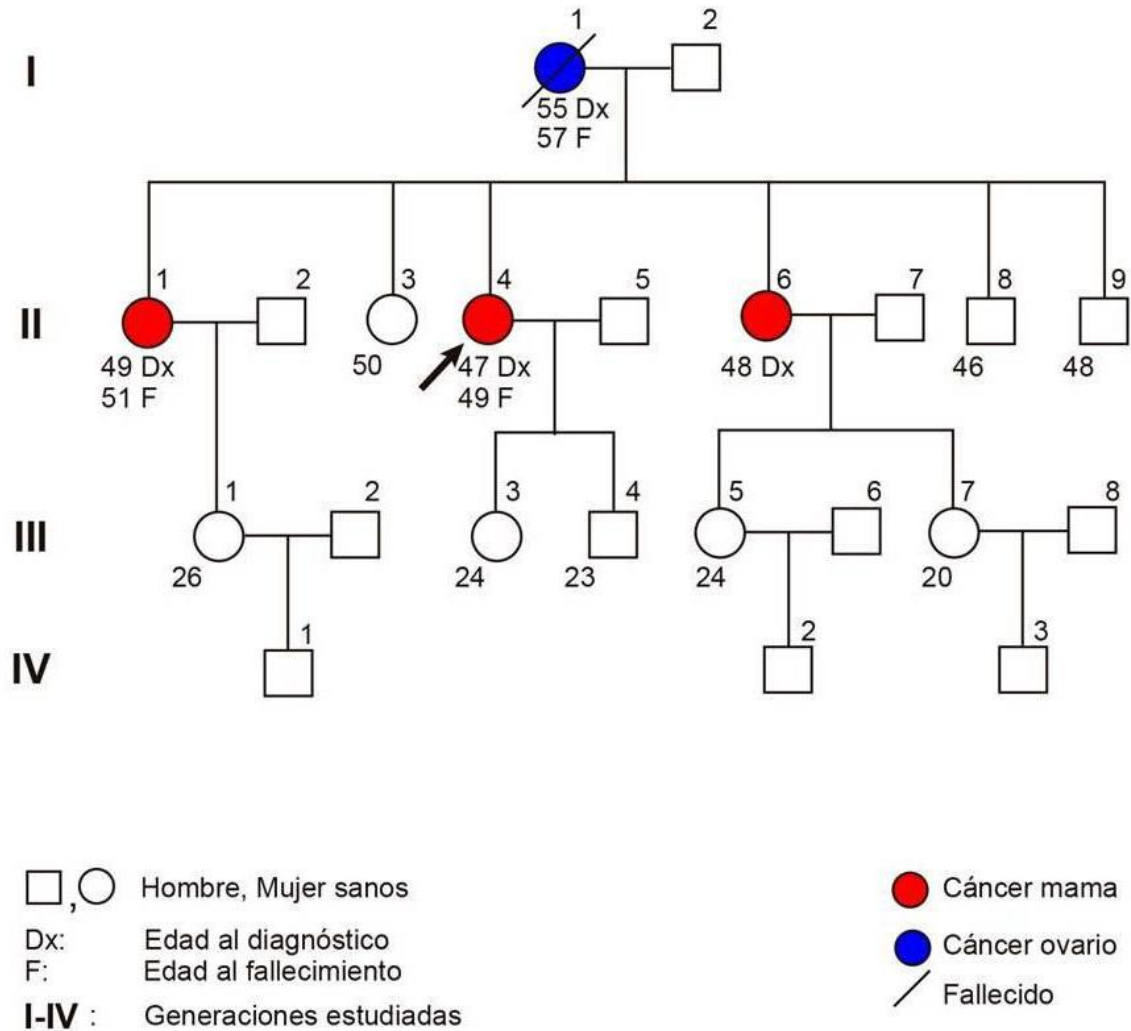 1 2
I
55 Dx
57 F
1 2 3 4 5 6 7 8 9
II
49 Dx 50 47 Dx 48 Dx 46 48
51 F 49 F
1 2 3 4 5 6 7 8
III
26 24 23 24 20
1 2 3
IV
, Hombre, Mujer sanos
Dx: Edad al diagnóstico
F: Edad al fallecimiento
I-IV : Generaciones estudiadas
Cáncer mama
Cáncer ovario
Fallecido